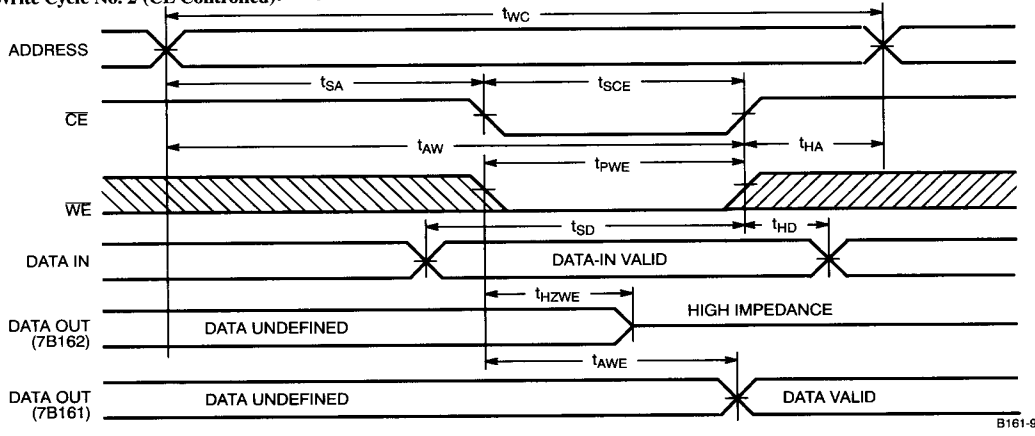 Write Cycle No. 2 (CE Controlled)
tWC
ADDRESS
tSA
tSCE
CE
tAW
tHA
tPWE
WE
tSD
tHD
DATA IN
DATA-IN VALID
tHZWE
HIGH IMPEDANCE
DATA OUT
(7B162)
DATA UNDEFINED
tAWE
DATA OUT
(7B161)
DATA UNDEFINED
DATA VALID
B161-9